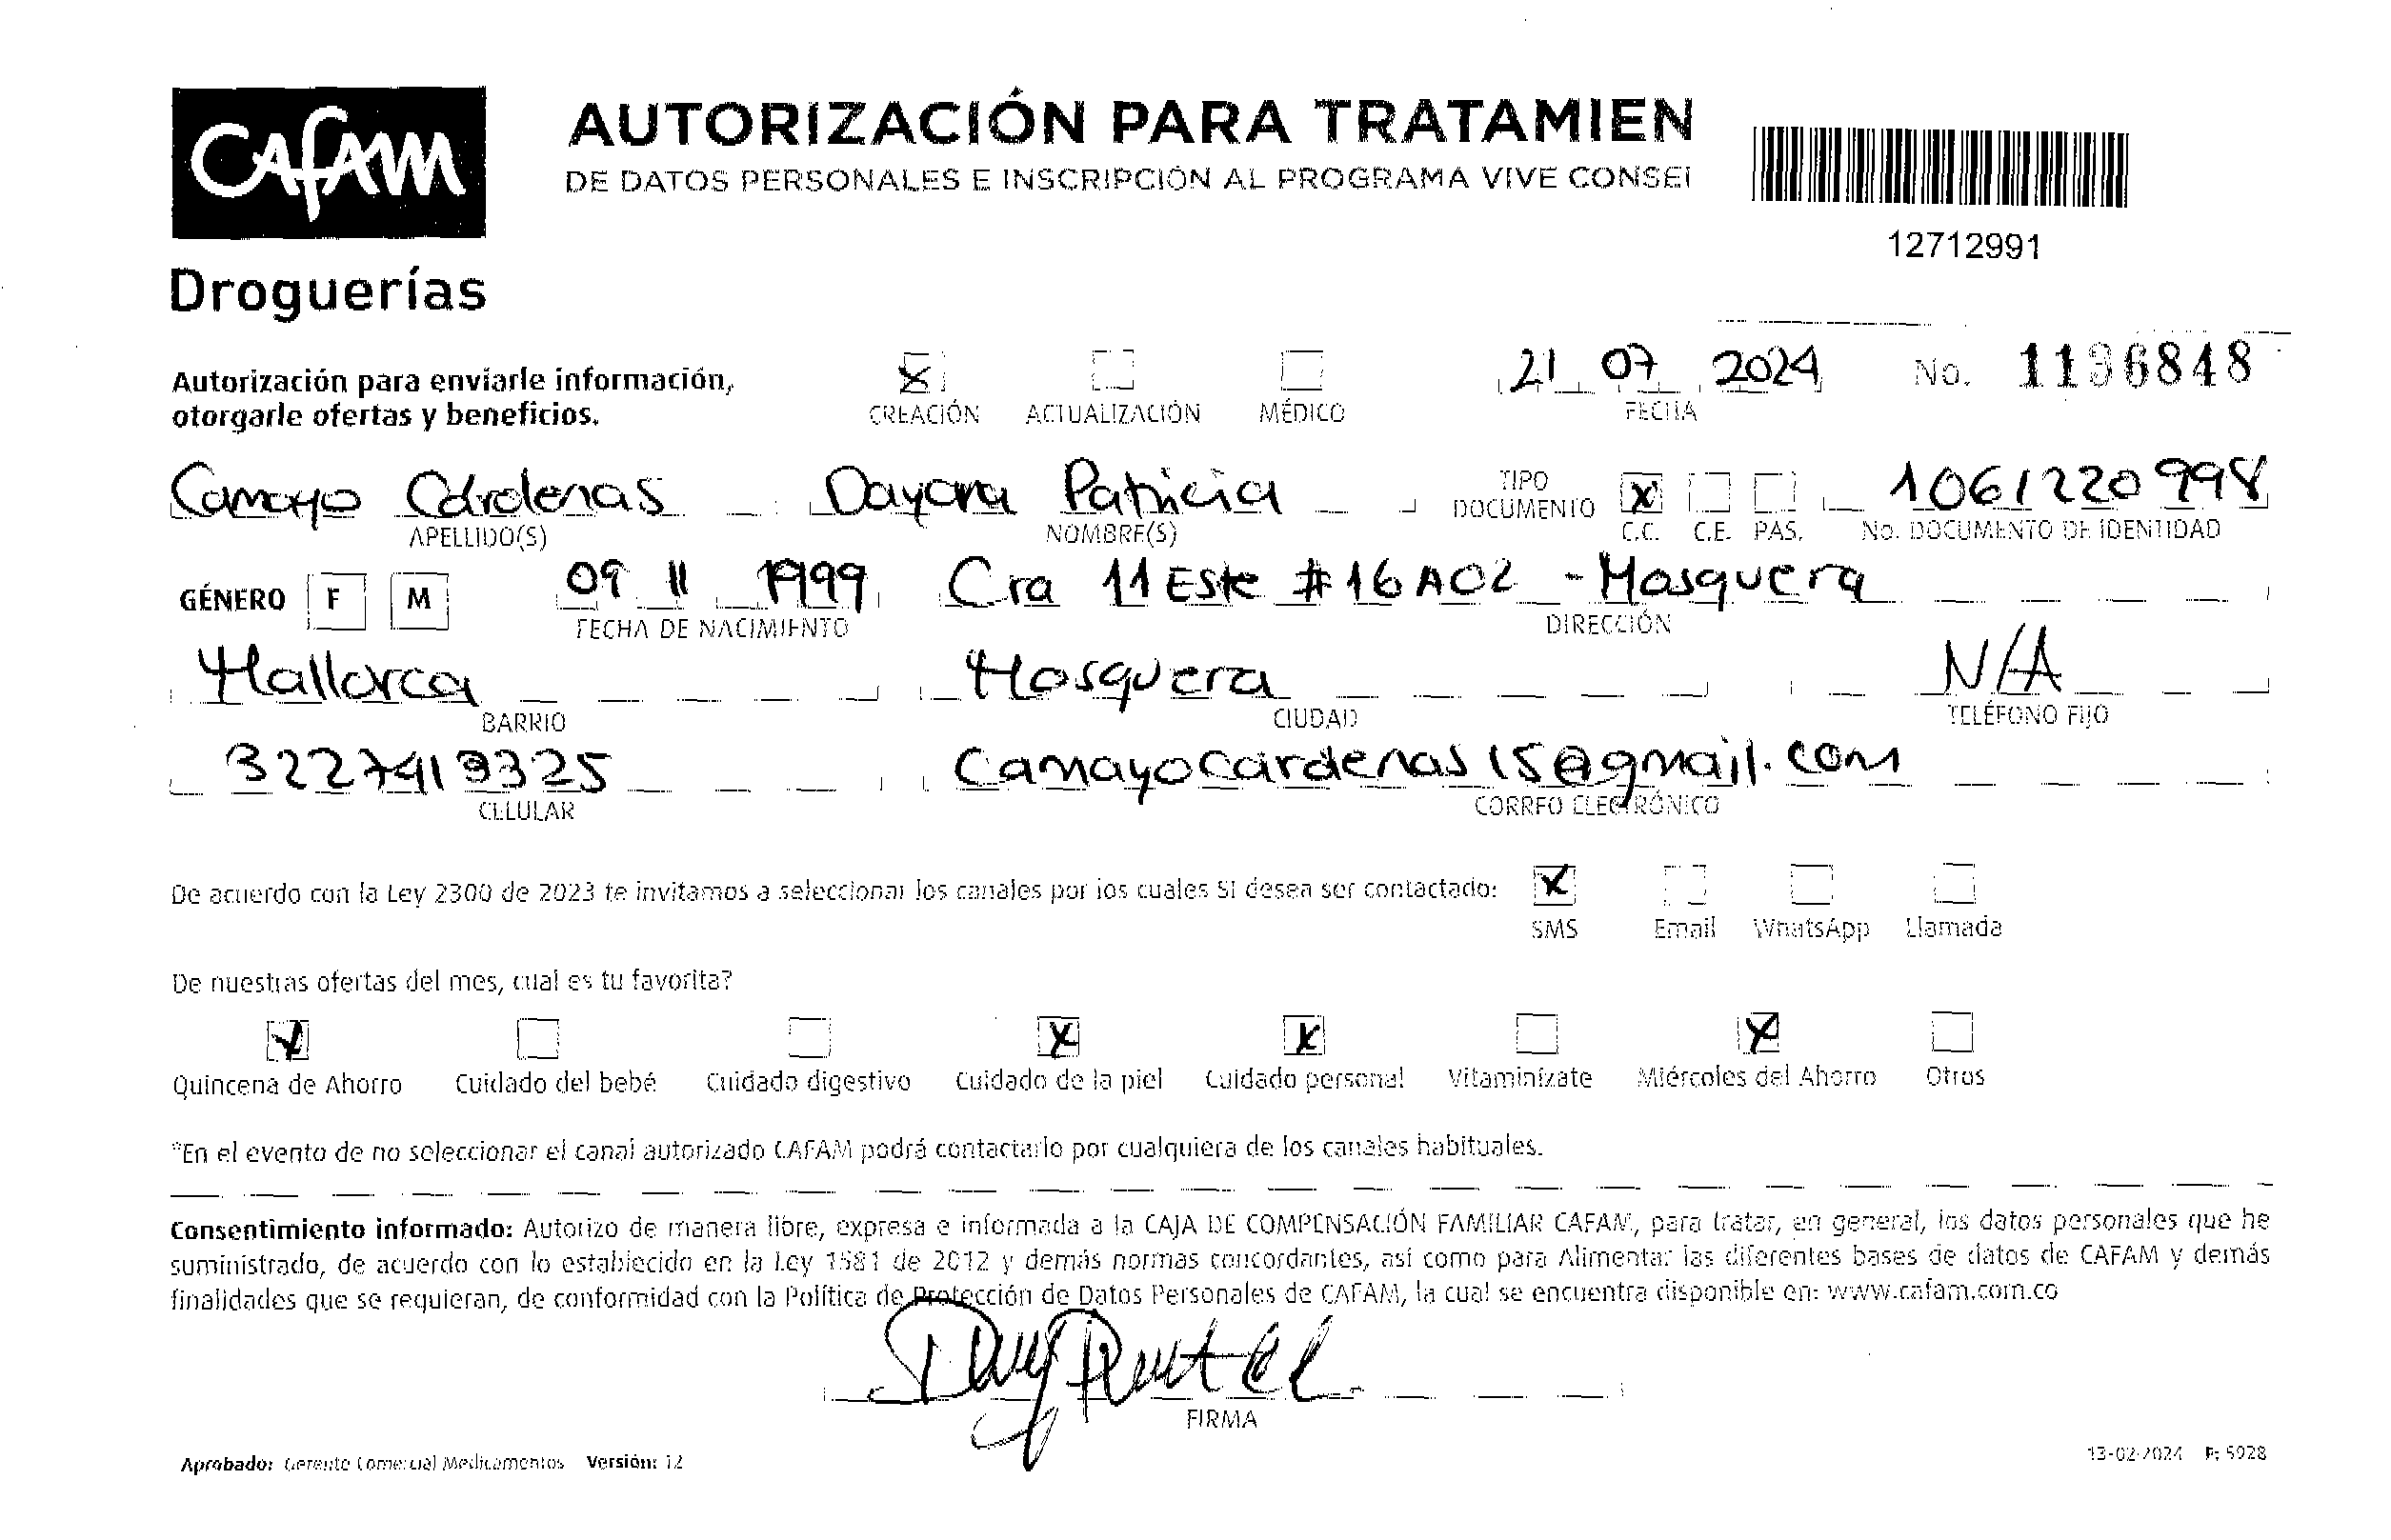 CAFAM
Droguerías
AUTORIZACIÓN PARA TRATAMIEN
DE DATOS PERSONALES E INSCRIPCIÓN AL PROGRAMA VIVE CONSEI
12712991
Autorización para enviarle información,
otorgarle ofertas y beneficios.
X CREACIÓN ACTUALIZACIÓN MÉDICO
21 07 2024
FECHA
No. 1136848
Camayo Cárdenas Dayana Patricia
APELLIDO(S) NOMBRE(S)
TIPO DOCUMENTO X C.C. C.E. PAS.
1061220998
No. DOCUMENTO DE IDENTIDAD
GÉNERO F M 09 11 1999 Cra 11 Este # 16 A02 - Mosquera
FECHA DE NACIMIENTO DIRECCIÓN
Mallorca Mosquera N/A
BARRIO CIUDAD TELÉFONO FIJO
3227419325 Camayocardenas15@gmail.com
CELULAR CORREO ELECTRÓNICO
De acuerdo con la Ley 2300 de 2023 te invitamos a seleccionar los canales por los cuales SI desea ser contactado: X
SMS Email WhatsApp Llamada
De nuestras ofertas del mes, cual es tu favorita?
X X X X
Quincena de Ahorro Cuidado del bebé Cuidado digestivo Cuidado de la piel Cuidado personal Vitaminízate Miércoles del Ahorro Otros
*En el evento de no seleccionar el canal autorizado CAFAM podrá contactarlo por cualquiera de los canales habituales.
Consentimiento informado: Autorizo de manera libre, expresa e informada a la CAJA DE COMPENSACIÓN FAMILIAR CAFAM, para tratar, en general, los datos personales que he
suministrado, de acuerdo con lo establecido en la Ley 1581 de 2012 y demás normas concordantes, así como para Alimentar las diferentes bases de datos de CAFAM y demás
finalidades que se requieran, de conformidad con la Política de Protección de Datos Personales de CAFAM, la cual se encuentra disponible en: www.cafam.com.co
FIRMA
Aprobado: Gerente Comercial Medicamentos Versión: 12
13-02-2024 P: 5928